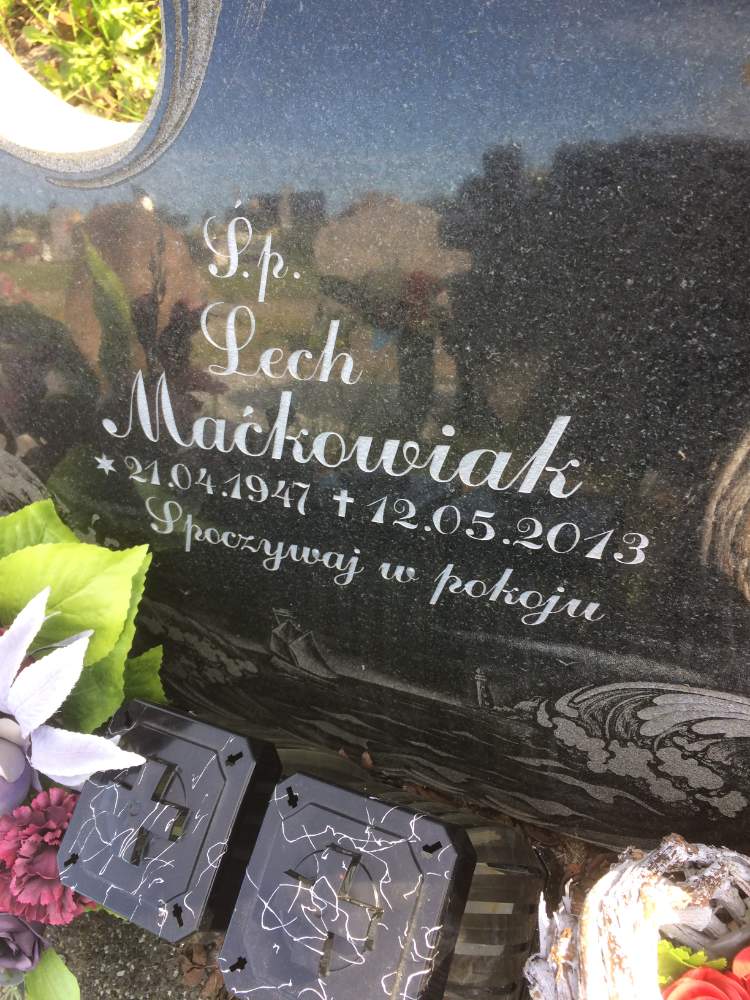 Ś.p.
Lech
Maćkowiak
* 21.04.1947 ✝ 12.05.2013
Spoczywaj w pokoju